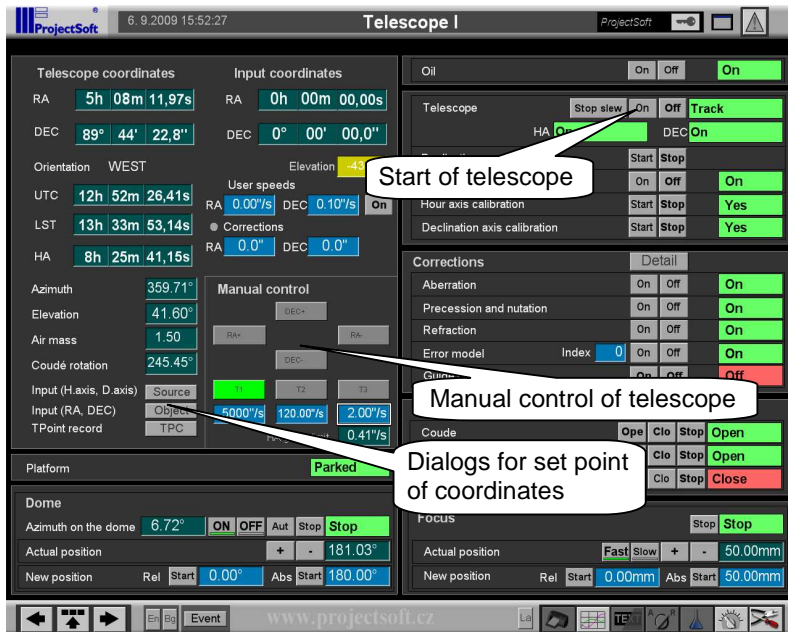 ProjectSoft
6. 9.2009 15:52:27
Telescope I
ProjectSoft
Telescope coordinates
Input coordinates
RA 5h 08m 11,97s
RA 0h 00m 00,00s
DEC 89° 44' 22,8''
DEC 0° 00' 00,0''
Orientation WEST
Elevation -43
UTC 12h 52m 26,41s
User speeds
RA 0.00"/s DEC 0.10"/s On
LST 13h 33m 53,14s
Corrections
RA 0.0" DEC 0.0"
HA 8h 25m 41,15s
Azimuth 359.71°
Elevation 41.60°
Air mass 1.50
Coudé rotation 245.45°
Input (H.axis, D.axis) Source
Input (RA, DEC) Object
TPoint record TPC
Manual control
DEC+
RA+ RA-
DEC-
T1 T2 T3
5000"/s 120.00"/s 2.00"/s
0.41"/s
Platform Parked
Dome
Azimuth on the dome 6.72° ON OFF Aut Stop Stop
Actual position + - 181.03°
New position Rel Start 0.00° Abs Start 180.00°
Oil On Off On
Telescope Stop slew On Off Track
HA On DEC On
Start Stop
On Off On
Hour axis calibration Start Stop Yes
Declination axis calibration Start Stop Yes
Start of telescope
Corrections Detail
Aberration On Off On
Precession and nutation On Off On
Refraction On Off On
Error model Index 0 On Off On
On Off Off
Manual control of telescope
Coude Ope Clo Stop Open
Clo Stop Open
Clo Stop Close
Dialogs for set point
of coordinates
Focus Stop Stop
Actual position Fast Slow + - 50.00mm
New position Rel Start 0.00mm Abs Start 50.00mm
En Bg Event www.projectsoft.cz La TEXT